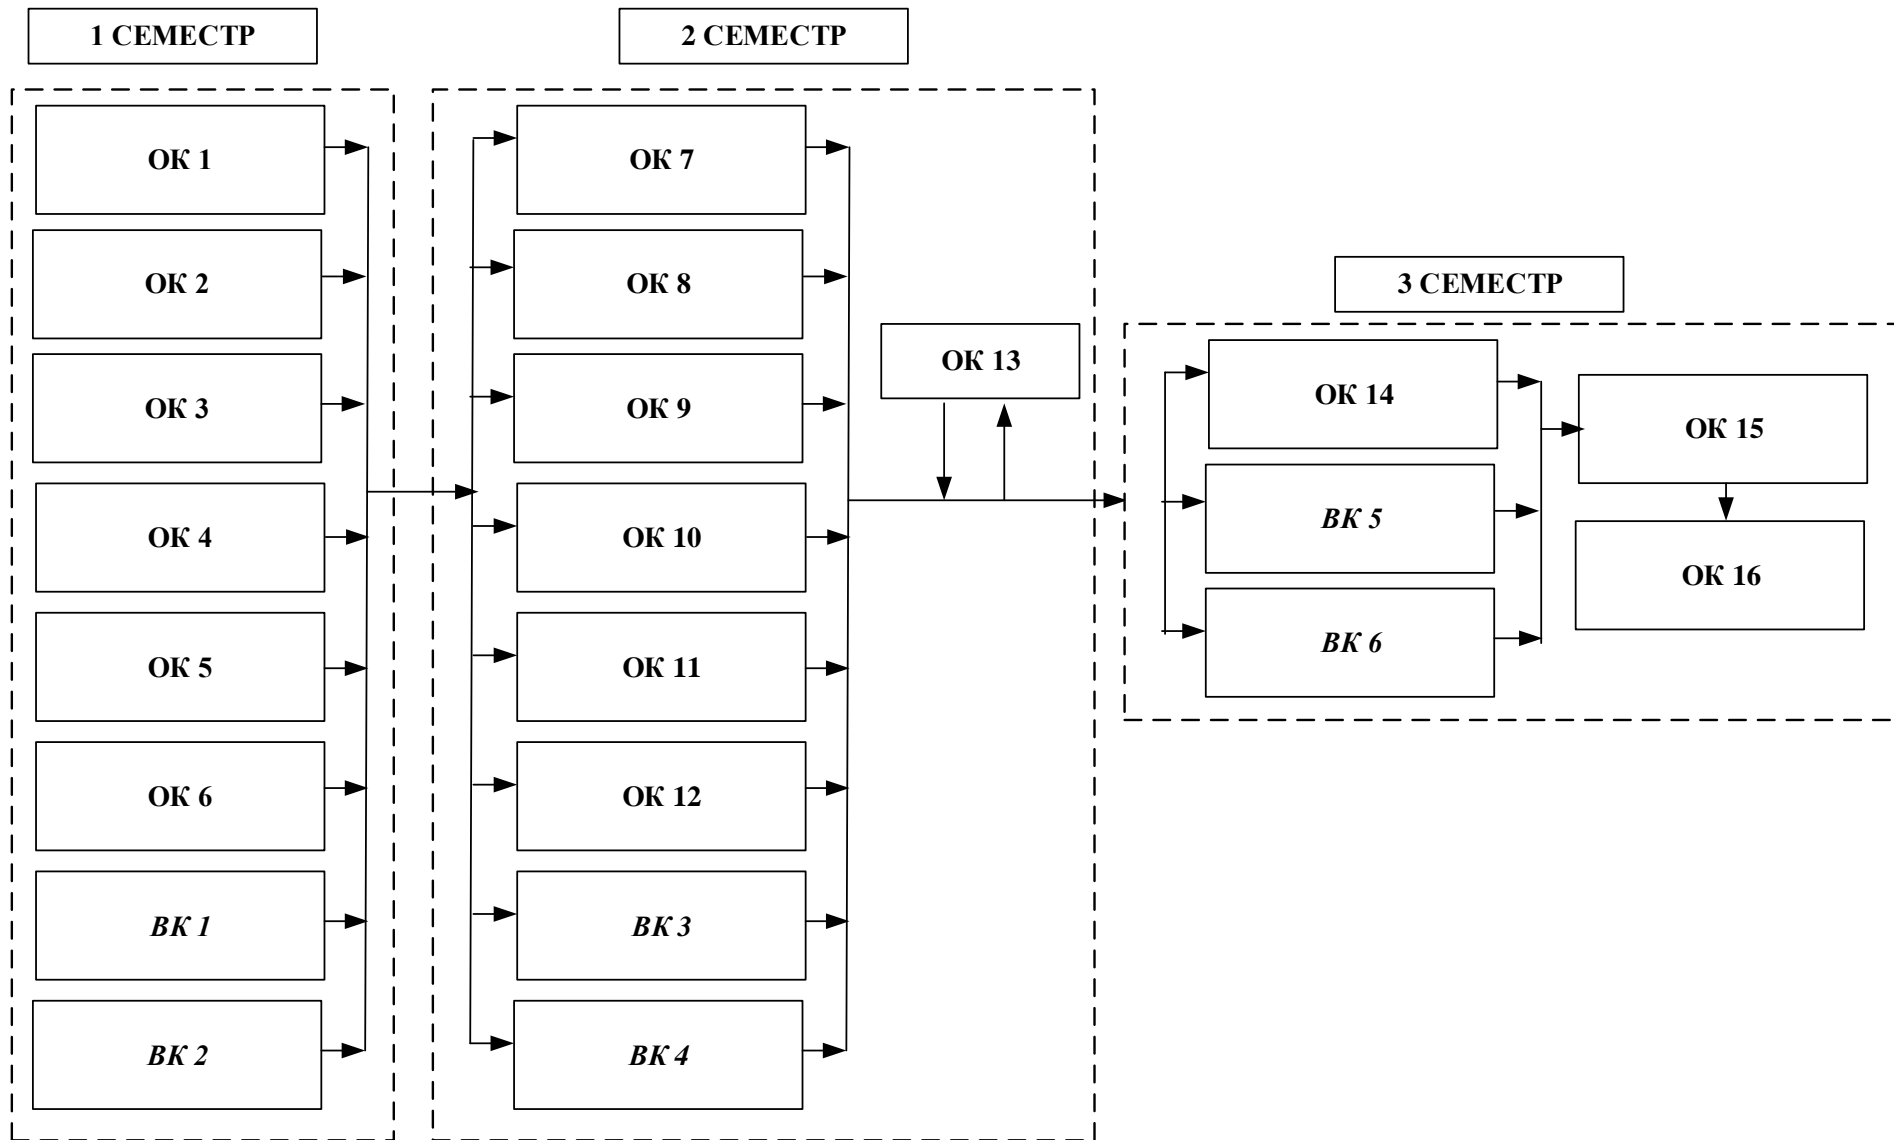 1 СЕМЕСТР
ОК 1
ОК 2
ОК 3
ОК 4
ОК 5
ОК 6
ВК 1
ВК 2
2 СЕМЕСТР
ОК 7
ОК 8
ОК 9
ОК 10
ОК 11
ОК 12
ВК 3
ВК 4
ОК 13
3 СЕМЕСТР
ОК 14
ВК 5
ВК 6
ОК 15
ОК 16